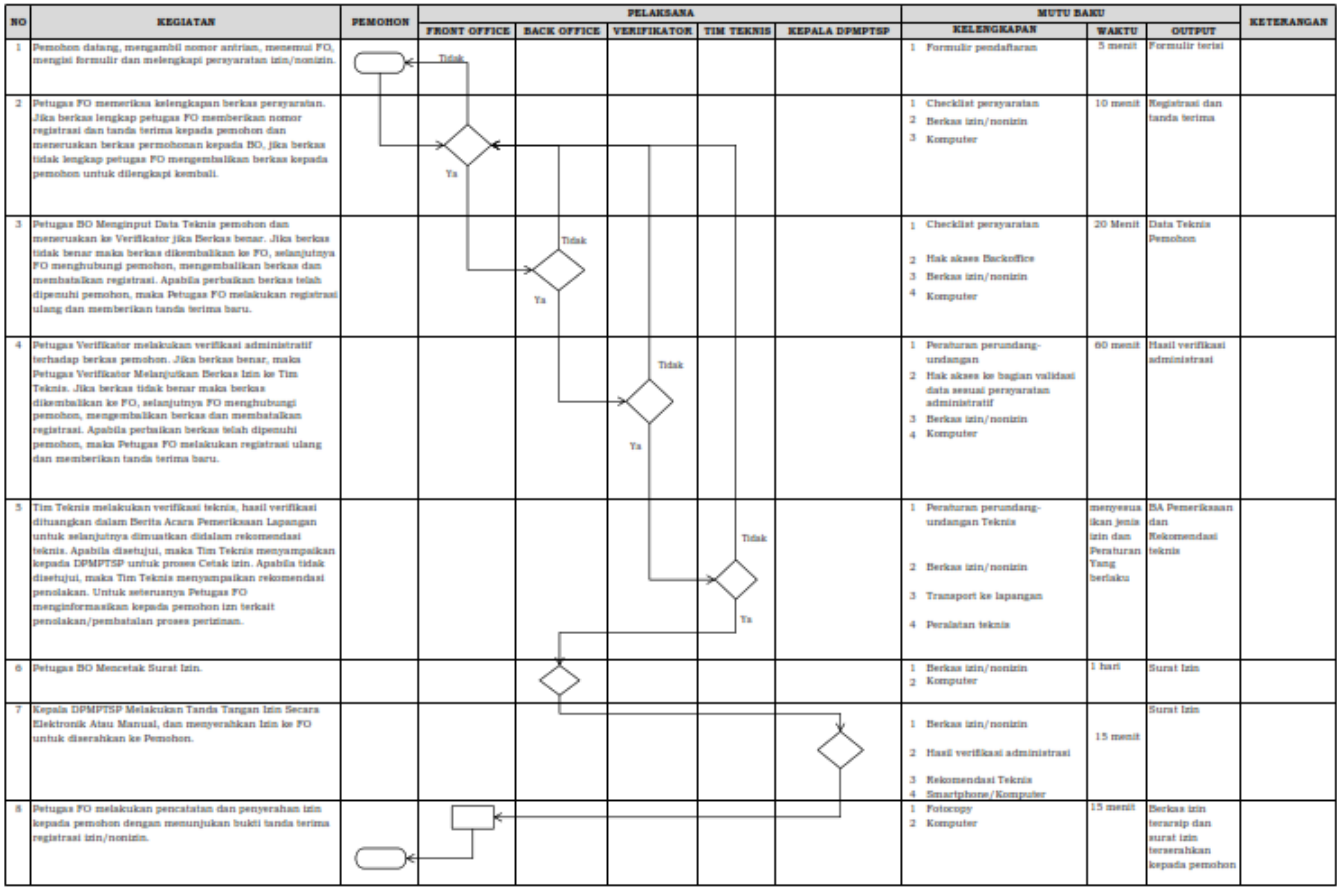 NO
KEGIATAN
PEMOHON
PELAKSANA
MUTU BAKU
KETERANGAN
FRONT OFFICE
BACK OFFICE
VERIFIKATOR
TIM TEKNIS
KEPALA DPMPTSP
KELENGKAPAN
WAKTU
OUTPUT
1
Pemohon datang, mengambil nomor antrian, menemui FO,
mengisi formulir dan melengkapi persyaratan izin/nonizin.
Tidak
1 Formulir pendaftaran
5 menit
Formulir terisi
2
Petugas FO memeriksa kelengkapan berkas persyaratan.
Jika berkas lengkap petugas FO memberikan nomor
registrasi dan tanda terima kepada pemohon dan
meneruskan berkas permohonan kepada BO, jika berkas
tidak lengkap petugas FO mengembalikan berkas kepada
pemohon untuk dilengkapi kembali.
Ya
1 Checklist persyaratan
2 Berkas izin/nonizin
3 Komputer
10 menit
Registrasi dan
tanda terima
3
Petugas BO Menginput Data Teknis pemohon dan
meneruskan ke Verifikator jika Berkas benar. Jika berkas
tidak benar maka berkas dikembalikan ke FO, selanjutnya
FO menghubungi pemohon, mengembalikan berkas dan
membatalkan registrasi. Apabila perbaikan berkas telah
dipenuhi pemohon, maka Petugas FO melakukan registrasi
ulang dan memberikan tanda terima baru.
Tidak
Ya
1 Checklist persyaratan
2 Hak akses Backoffice
3 Berkas izin/nonizin
4 Komputer
20 Menit
Data Teknis
Pemohon
4
Petugas Verifikator melakukan verifikasi administratif
terhadap berkas pemohon. Jika berkas benar, maka
Petugas Verifikator Melanjutkan Berkas Izin ke Tim
Teknis. Jika berkas tidak benar maka berkas
dikembalikan ke FO, selanjutnya FO menghubungi
pemohon, mengembalikan berkas dan membatalkan
registrasi. Apabila perbaikan berkas telah dipenuhi
pemohon, maka Petugas FO melakukan registrasi ulang
dan memberikan tanda terima baru.
Tidak
Ya
1 Peraturan perundang-
undangan
2 Hak akses ke bagian validasi
data sesuai persyaratan
administratif
3 Berkas izin/nonizin
4 Komputer
60 menit
Hasil verifikasi
administrasi
5
Tim Teknis melakukan verifikasi teknis, hasil verifikasi
dituangkan dalam Berita Acara Pemeriksaan Lapangan
untuk selanjutnya dimuatkan didalam rekomendasi
teknis. Apabila disetujui, maka Tim Teknis menyampaikan
kepada DPMPTSP untuk proses Cetak izin. Apabila tidak
disetujui, maka Tim Teknis menyampaikan rekomendasi
penolakan. Untuk seterusnya Petugas FO
menginformasikan kepada pemohon izn terkait
penolakan/pembatalan proses perizinan.
Tidak
Ya
1 Peraturan perundang-
undangan Teknis
2 Berkas izin/nonizin
3 Transport ke lapangan
4 Peralatan teknis
menyesua
ikan jenis
izin dan
Peraturan
Yang
berlaku
BA Pemeriksaan
dan
Rekomendasi
teknis
6
Petugas BO Mencetak Surat Izin.
1 Berkas izin/nonizin
2 Komputer
1 hari
Surat Izin
7
Kepala DPMPTSP Melakukan Tanda Tangan Izin Secara
Elektronik Atau Manual, dan menyerahkan Izin ke FO
untuk diserahkan ke Pemohon.
1 Berkas izin/nonizin
2 Hasil verifikasi administrasi
3 Rekomendasi Teknis
4 Smartphone/Komputer
15 menit
Surat Izin
8
Petugas FO melakukan pencatatan dan penyerahan izin
kepada pemohon dengan menunjukan bukti tanda terima
registrasi izin/nonizin.
1 Fotocopy
2 Komputer
15 menit
Berkas izin
terarsip dan
surat izin
terserahkan
kepada pemohon